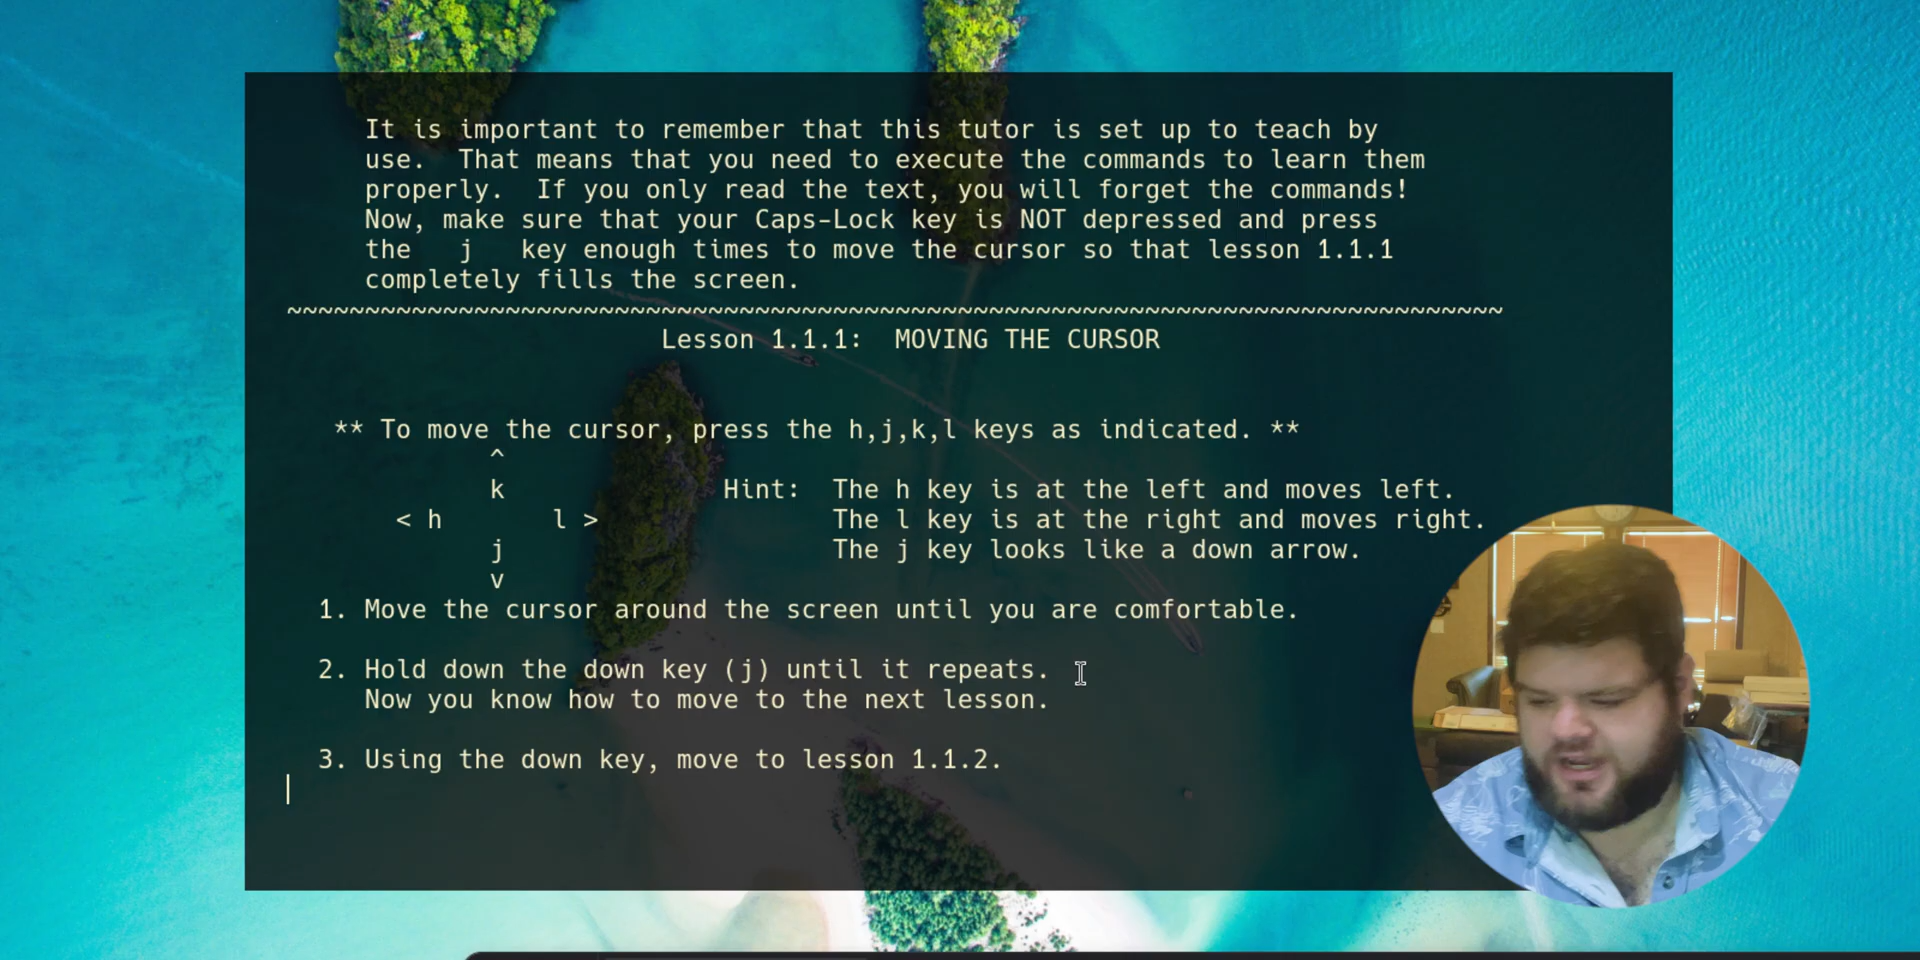 It is important to remember that this tutor is set up to teach by
use.  That means that you need to execute the commands to learn them
properly.  If you only read the text, you will forget the commands!
Now, make sure that your Caps-Lock key is NOT depressed and press
the   j   key enough times to move the cursor so that lesson 1.1.1
completely fills the screen.
~~~~~~~~~~~~~~~~~~~~~~~~~~~~~~~~~~~~~~~~~~~~~~~~~~~~~~~~~~~~~~~~~~~~~~~~~~~~~~
Lesson 1.1.1:  MOVING THE CURSOR
** To move the cursor, press the h,j,k,l keys as indicated. **
^
k              Hint:  The h key is at the left and moves left.
< h       l >               The l key is at the right and moves right.
j                     The j key looks like a down arrow.
v
1. Move the cursor around the screen until you are comfortable.
2. Hold down the down key (j) until it repeats.
Now you know how to move to the next lesson.
3. Using the down key, move to lesson 1.1.2.